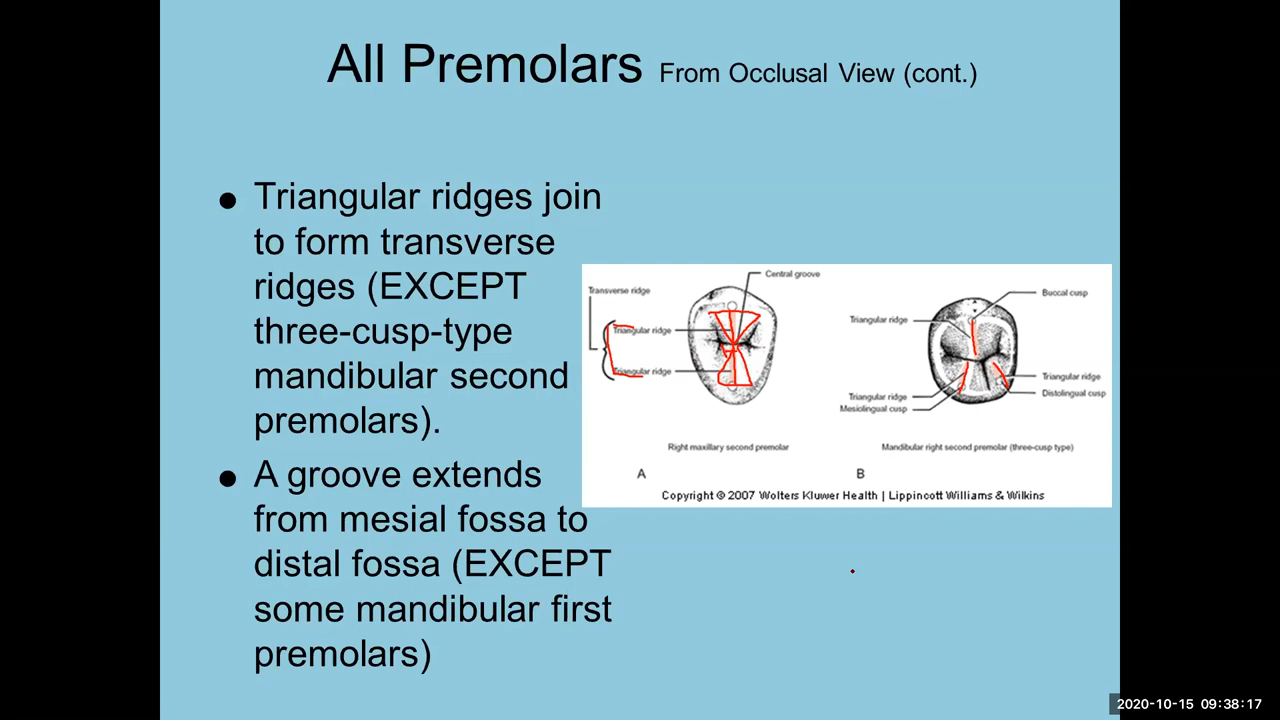 All Premolars From Occlusal View (cont.)
● Triangular ridges join
to form transverse
ridges (EXCEPT
three-cusp-type
mandibular second
premolars).
● A groove extends
from mesial fossa to
distal fossa (EXCEPT
some mandibular first
premolars)
Central groove
Transverse ridge
Triangular ridge
Triangular ridge
Right maxillary second premolar
A
Buccal cusp
Triangular ridge
Triangular ridge
Distolingual cusp
Triangular ridge
Mesiolingual cusp
Mandibular right second premolar (three-cusp type)
B
Copyright © 2007 Wolters Kluwer Health | Lippincott Williams & Wilkins
2020-10-15 09:38:17